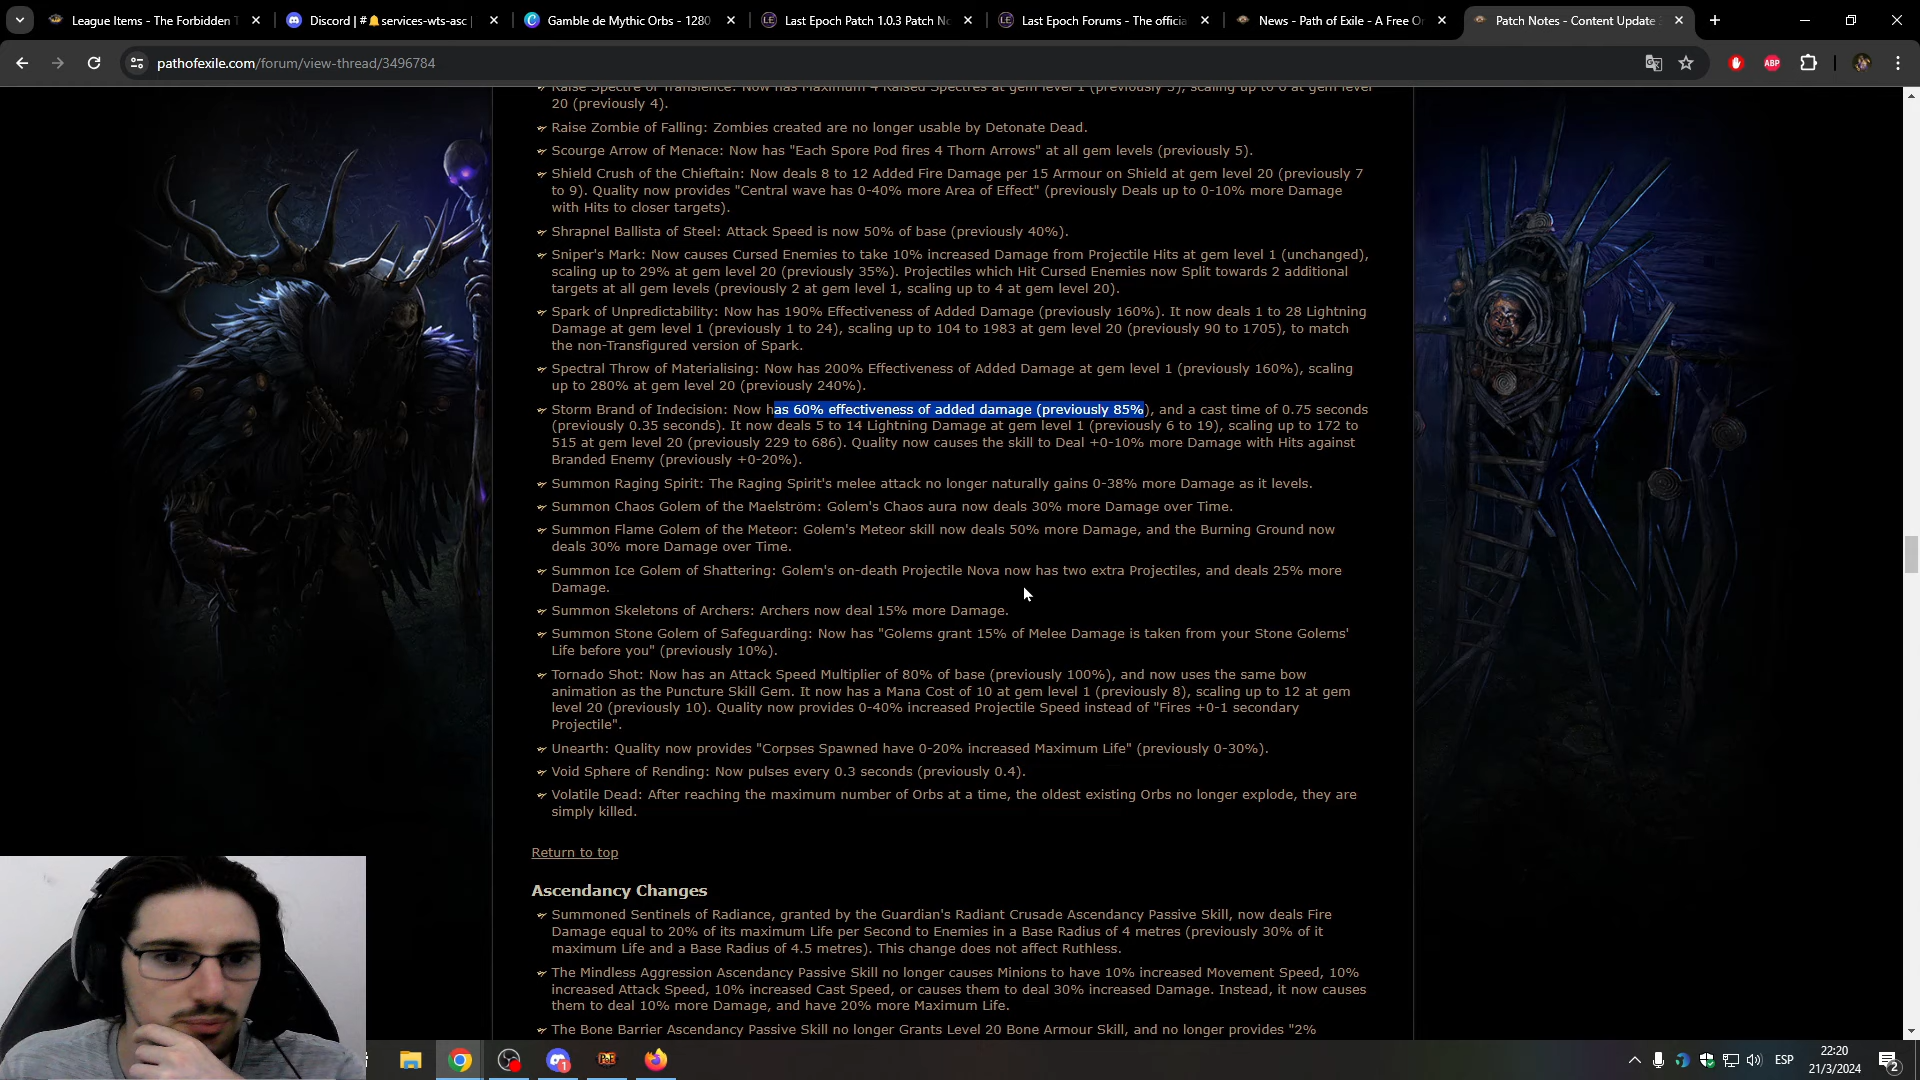 League Items - The Forbidden T
Discord | #🔔services-wts-asc |
Gamble de Mythic Orbs - 1280
Last Epoch Patch 1.0.3 Patch No
Last Epoch Forums - The officia
News - Path of Exile - A Free On
Patch Notes - Content Update 3
pathofexile.com/forum/view-thread/3496784
ABP
Raise Spectre of Transience: Now has Maximum 4 Raised Spectres at gem level 1 (previously 3), scaling up to 6 at gem level
20 (previously 4).
Raise Zombie of Falling: Zombies created are no longer usable by Detonate Dead.
Scourge Arrow of Menace: Now has "Each Spore Pod fires 4 Thorn Arrows" at all gem levels (previously 5).
Shield Crush of the Chieftain: Now deals 8 to 12 Added Fire Damage per 15 Armour on Shield at gem level 20 (previously 7
to 9). Quality now provides "Central wave has 0-40% more Area of Effect" (previously Deals up to 0-10% more Damage
with Hits to closer targets).
Shrapnel Ballista of Steel: Attack Speed is now 50% of base (previously 40%).
Sniper's Mark: Now causes Cursed Enemies to take 10% increased Damage from Projectile Hits at gem level 1 (unchanged),
scaling up to 29% at gem level 20 (previously 35%). Projectiles which Hit Cursed Enemies now Split towards 2 additional
targets at all gem levels (previously 2 at gem level 1, scaling up to 4 at gem level 20).
Spark of Unpredictability: Now has 190% Effectiveness of Added Damage (previously 160%). It now deals 1 to 28 Lightning
Damage at gem level 1 (previously 1 to 24), scaling up to 104 to 1983 at gem level 20 (previously 90 to 1705), to match
the non-Transfigured version of Spark.
Spectral Throw of Materialising: Now has 200% Effectiveness of Added Damage at gem level 1 (previously 160%), scaling
up to 280% at gem level 20 (previously 240%).
Storm Brand of Indecision: Now has 60% effectiveness of added damage (previously 85%), and a cast time of 0.75 seconds
(previously 0.35 seconds). It now deals 5 to 14 Lightning Damage at gem level 1 (previously 6 to 19), scaling up to 172 to
515 at gem level 20 (previously 229 to 686). Quality now causes the skill to Deal +0-10% more Damage with Hits against
Branded Enemy (previously +0-20%).
Summon Raging Spirit: The Raging Spirit's melee attack no longer naturally gains 0-38% more Damage as it levels.
Summon Chaos Golem of the Maelström: Golem's Chaos aura now deals 30% more Damage over Time.
Summon Flame Golem of the Meteor: Golem's Meteor skill now deals 50% more Damage, and the Burning Ground now
deals 30% more Damage over Time.
Summon Ice Golem of Shattering: Golem's on-death Projectile Nova now has two extra Projectiles, and deals 25% more
Damage.
Summon Skeletons of Archers: Archers now deal 15% more Damage.
Summon Stone Golem of Safeguarding: Now has "Golems grant 15% of Melee Damage is taken from your Stone Golems'
Life before you" (previously 10%).
Tornado Shot: Now has an Attack Speed Multiplier of 80% of base (previously 100%), and now uses the same bow
animation as the Puncture Skill Gem. It now has a Mana Cost of 10 at gem level 1 (previously 8), scaling up to 12 at gem
level 20 (previously 10). Quality now provides 0-40% increased Projectile Speed instead of "Fires +0-1 secondary
Projectile".
Unearth: Quality now provides "Corpses Spawned have 0-20% increased Maximum Life" (previously 0-30%).
Void Sphere of Rending: Now pulses every 0.3 seconds (previously 0.4).
Volatile Dead: After reaching the maximum number of Orbs at a time, the oldest existing Orbs no longer explode, they are
simply killed.
Return to top
Ascendancy Changes
Summoned Sentinels of Radiance, granted by the Guardian's Radiant Crusade Ascendancy Passive Skill, now deals Fire
Damage equal to 20% of its maximum Life per Second to Enemies in a Base Radius of 4 metres (previously 30% of it
maximum Life and a Base Radius of 4.5 metres). This change does not affect Ruthless.
The Mindless Aggression Ascendancy Passive Skill no longer causes Minions to have 10% increased Movement Speed, 10%
increased Attack Speed, 10% increased Cast Speed, or causes them to deal 30% increased Damage. Instead, it now causes
them to deal 10% more Damage, and have 20% more Maximum Life.
The Bone Barrier Ascendancy Passive Skill no longer Grants Level 20 Bone Armour Skill, and no longer provides "2%
1
PoE
ESP
22:20
21/3/2024
2